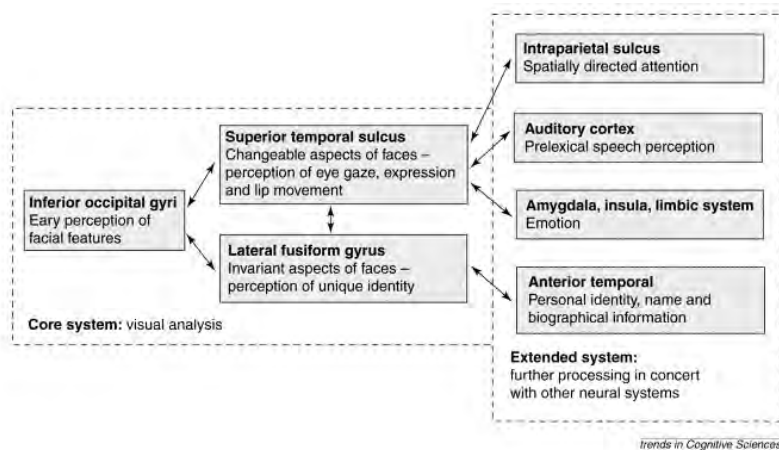 Intraparietal sulcus
Spatially directed attention
Superior temporal sulcus
Changeable aspects of faces –
perception of eye gaze, expression
and lip movement
Auditory cortex
Prelexical speech perception
Inferior occipital gyri
Eary perception of
facial features
Amygdala, insula, limbic system
Emotion
Lateral fusiform gyrus
Invariant aspects of faces –
perception of unique identity
Anterior temporal
Personal identity, name and
biographical information
Core system: visual analysis
Extended system:
further processing in concert
with other neural systems
trends in Cognitive Sciences